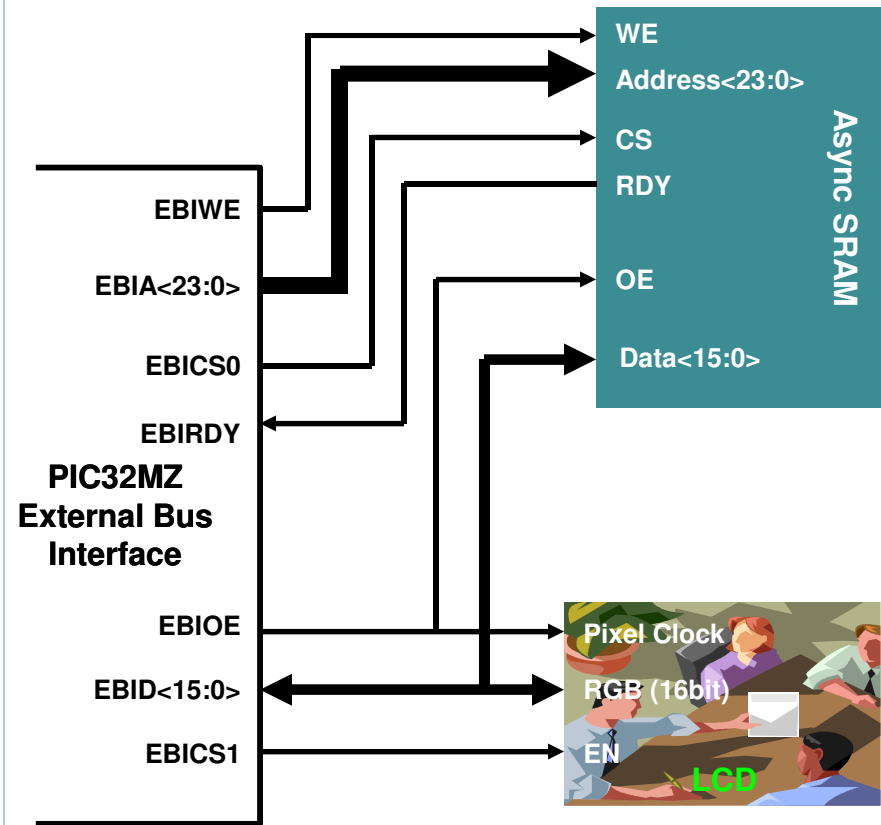 WE
Address<23:0>
CS
RDY
OE
Data<15:0>
Async SRAM
EBIWE
EBIA<23:0>
EBICS0
EBIRDY
PIC32MZ
External Bus
Interface
EBIOE
EBID<15:0>
EBICS1
Pixel Clock
RGB (16bit)
EN
LCD